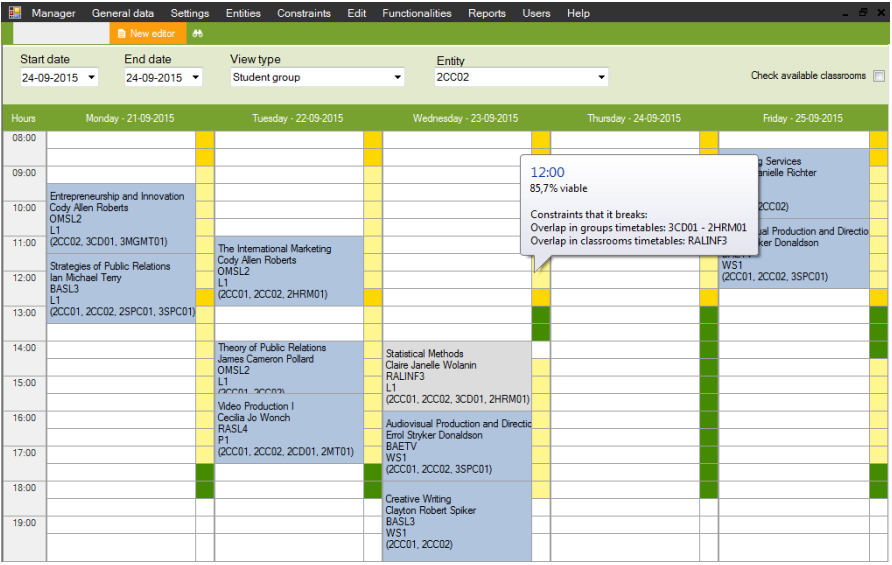 Manager General data Settings Entities Constraints Edit Functionalities Reports Users Help
New editor
Start date End date View type Entity
24-09-2015 24-09-2015 Student group 2CC02 Check available classrooms
Hours Monday - 21-09-2015 Tuesday - 22-09-2015 Wednesday - 23-09-2015 Thursday - 24-09-2015 Friday - 25-09-2015
08:00
09:00
10:00
11:00
12:00
13:00
14:00
15:00
16:00
17:00
18:00
19:00
Entrepreneurship and Innovation
Cody Allen Roberts
OMSL2
L1
(2CC02, 3CD01, 3MGMT01)
Strategies of Public Relations
Ian Michael Terry
BASL3
L1
(2CC01, 2CC02, 2SPC01, 3SPC01)
The International Marketing
Cody Allen Roberts
OMSL2
L1
(2CC01, 2CC02, 2HRM01)
Theory of Public Relations
James Cameron Pollard
OMSL2
L1
(2CC01, 2CC02)
Video Production I
Cecilia Jo Wonch
RASL4
P1
(2CC01, 2CC02, 2CD01, 2MT01)
12:00
85,7% viable
Constraints that it breaks:
Overlap in groups timetables: 3CD01 - 2HRM01
Overlap in classrooms timetables: RALINF3
Statistical Methods
Claire Janelle Wolanin
RALINF3
L1
(2CC01, 2CC02, 3CD01, 2HRM01)
Audiovisual Production and Directio
Errol Stryker Donaldson
BAETV
WS1
(2CC01, 2CC02, 3SPC01)
Creative Writing
Clayton Robert Spiker
BASL3
WS1
(2CC01, 2CC02)
Services
Richter
2CC02)
Production and Directio
Donaldson
WS1
(2CC01, 2CC02, 3SPC01)